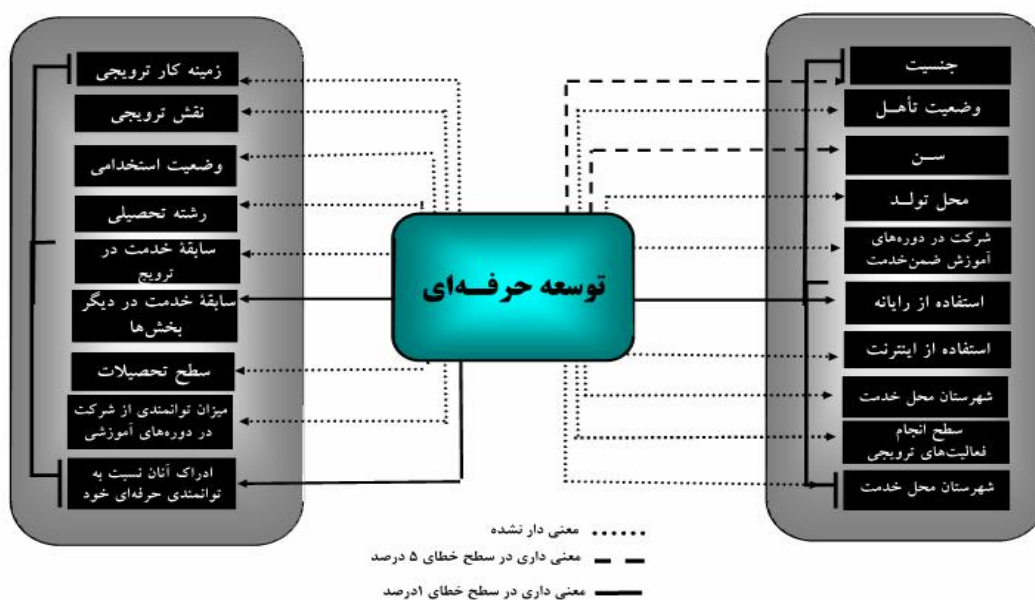 جنسیت
وضعیت تأهـل
ســن
محل تولـد
شرکت در دوره‌های
آموزش ضمن‌خدمت
استفاده از رایانه
استفاده از اینترنت
شهرستان محل خدمت
سطح انجام
فعالیت‌های ترویجی
شهرستان محل خدمت
توسعه حرفـه‌ای
زمینه کار ترویجی
نقش ترویجی
وضعیت استخدامی
رشته تحصیلی
سابقهٔ خدمت در
ترویج
سابقهٔ خدمت در دیگر
بخش‌ها
سطح تحصیلات
میزان توانمندی از شرکت
در دوره‌های آموزشی
ادراک آنان نسبت به
توانمندی حرفه‌ای خود
معنی دار نشده
معنی داری در سطح خطای ۵ درصد
معنی داری در سطح خطای ۱درصد